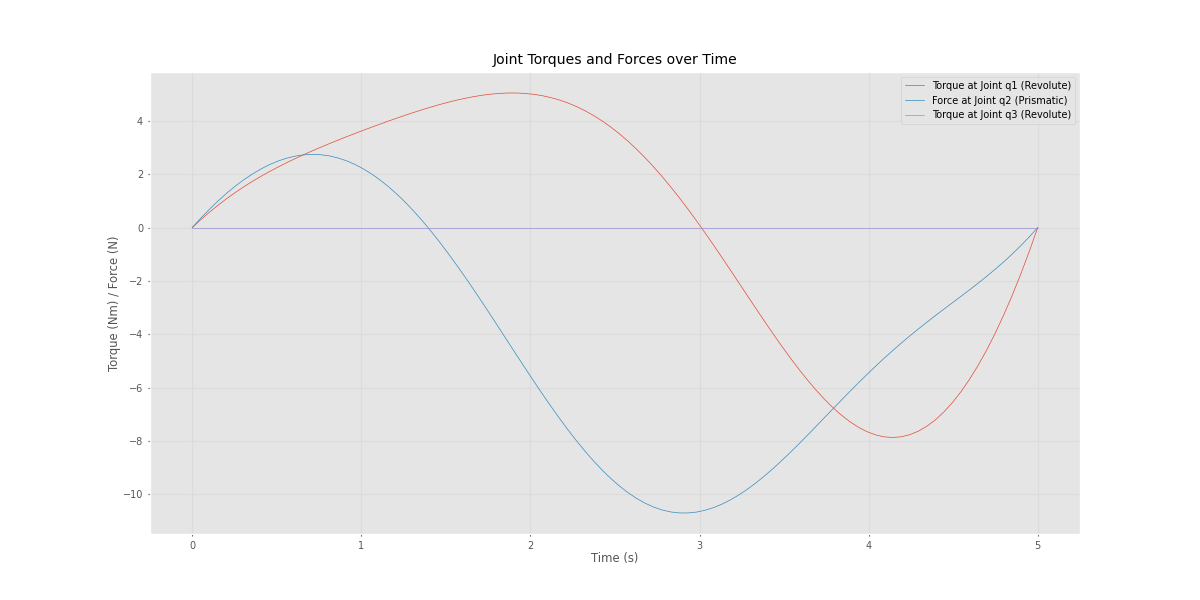 Joint Torques and Forces over Time
Torque at Joint q1 (Revolute)
Force at Joint q2 (Prismatic)
Torque at Joint q3 (Revolute)
Torque (Nm) / Force (N)
4
2
0
−2
−4
−6
−8
−10
0 1 2 3 4 5
Time (s)